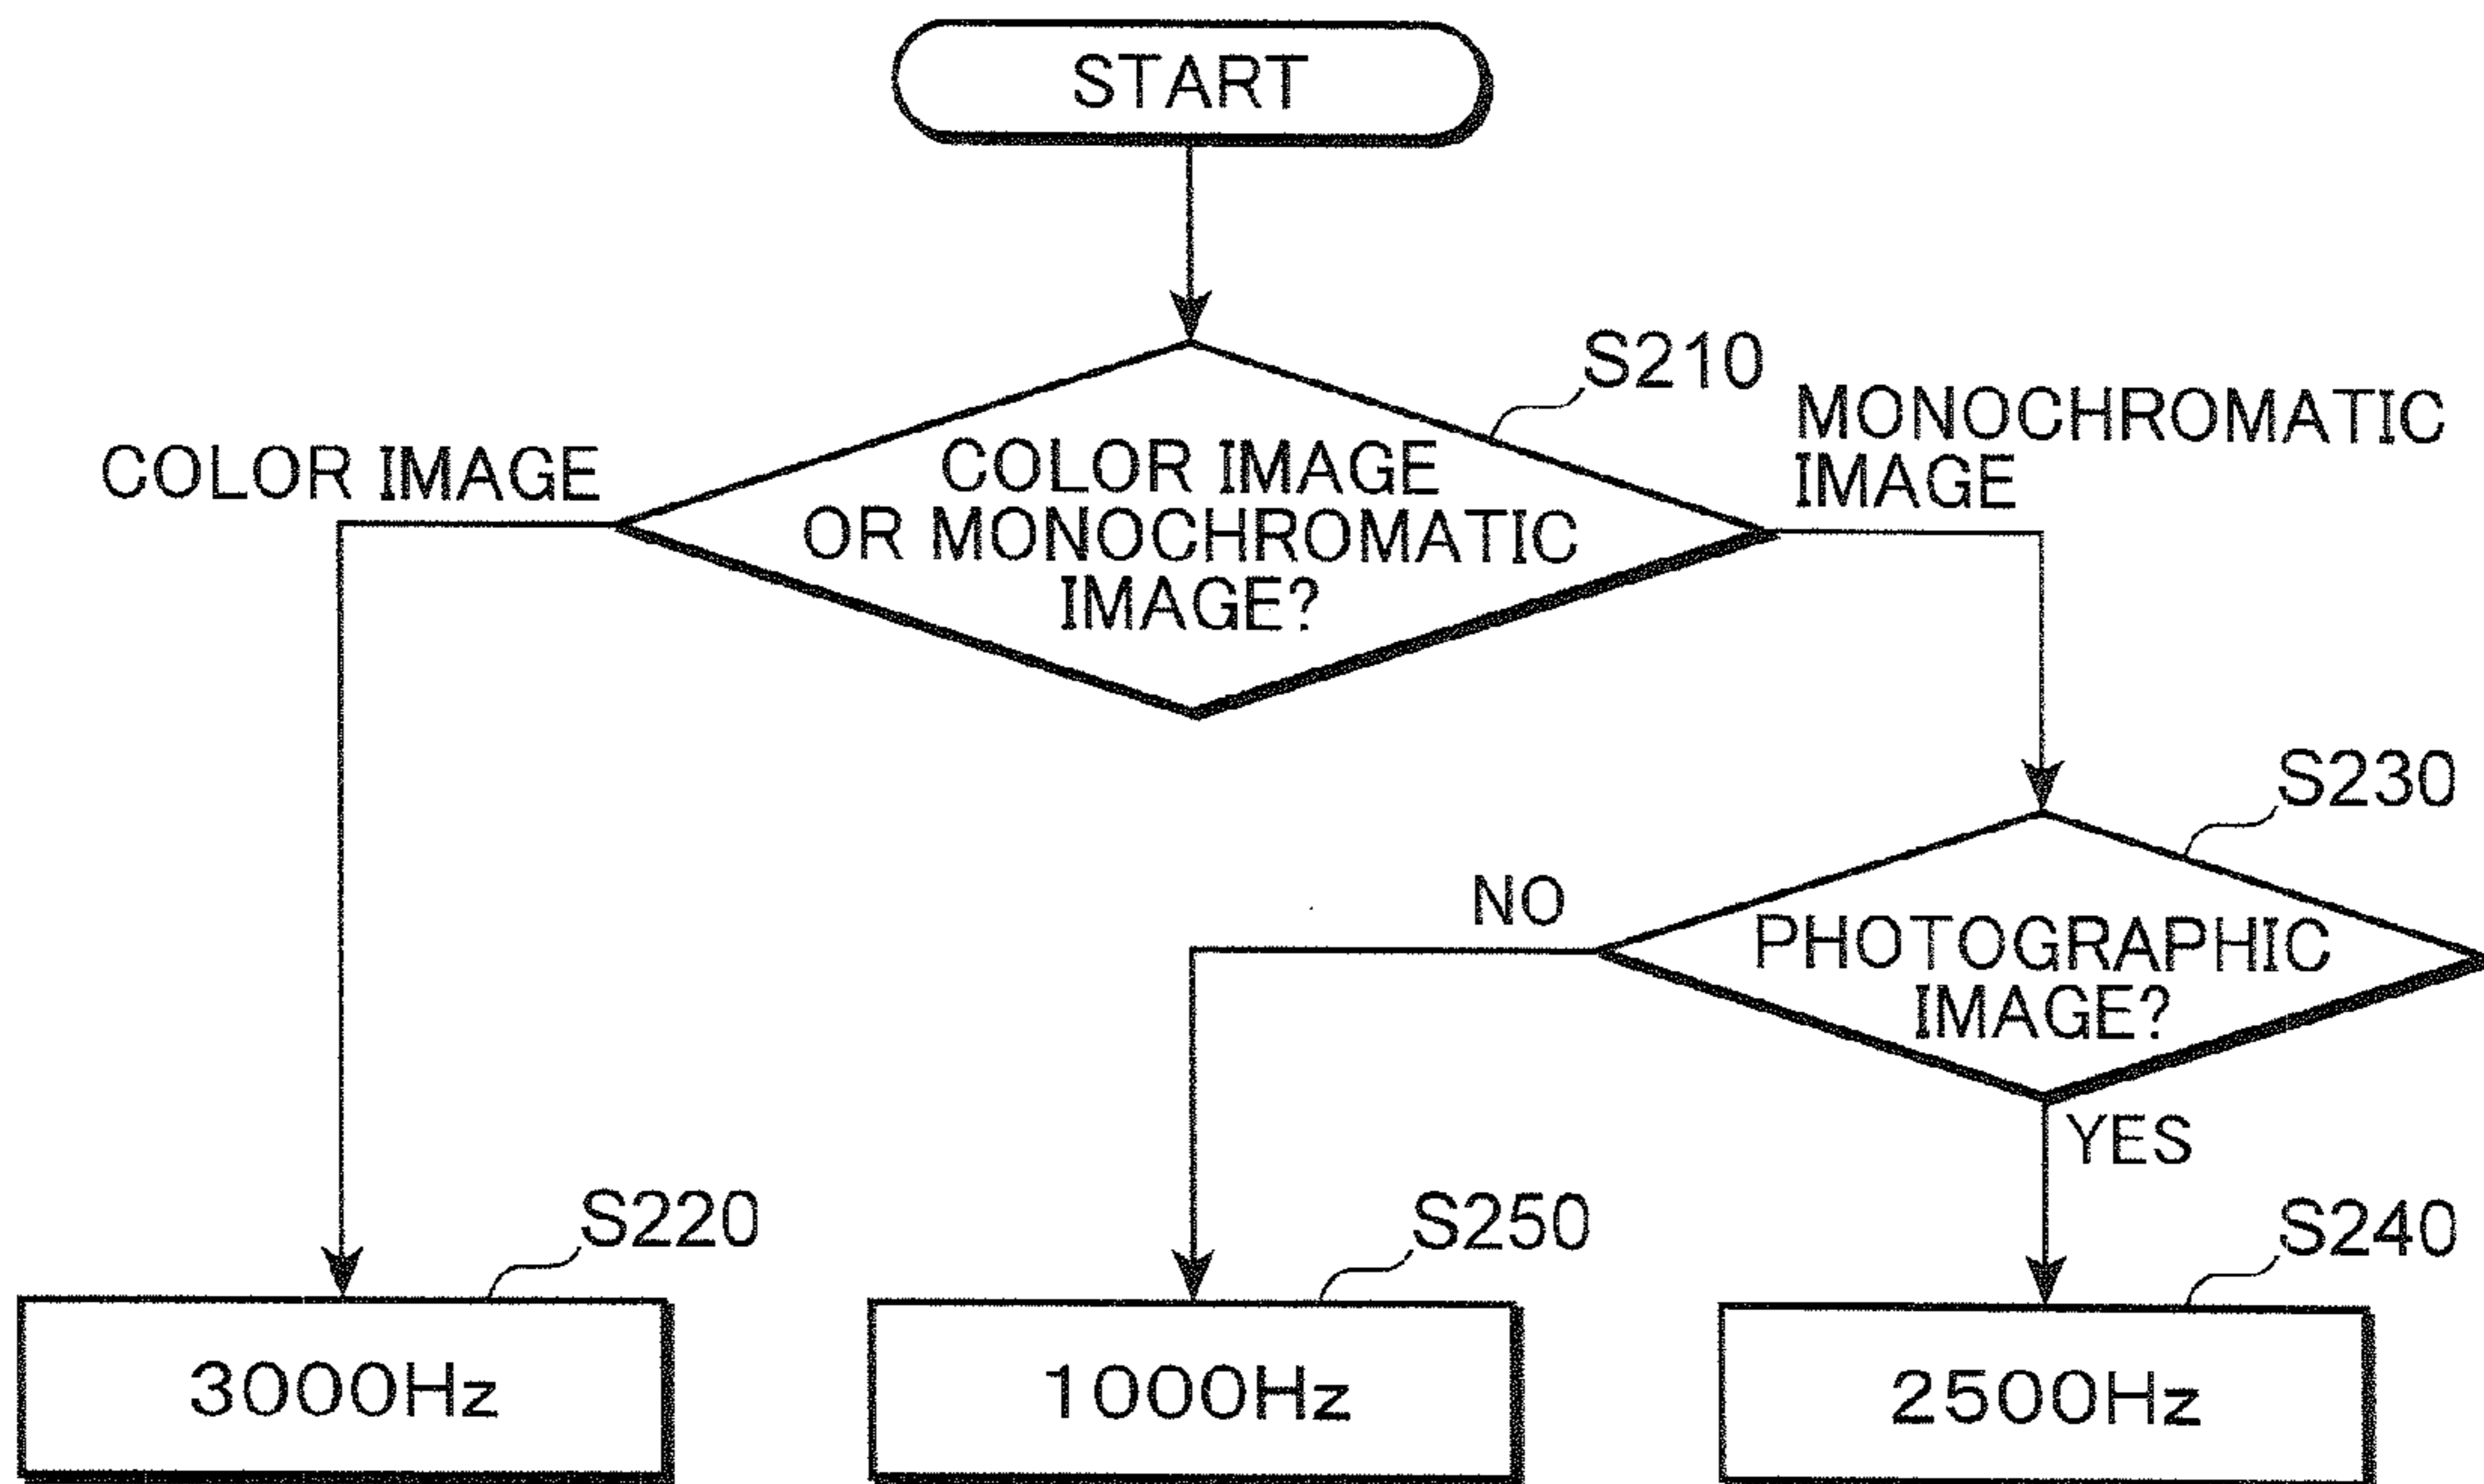 START
S210
COLOR IMAGE
MONOCHROMATIC
IMAGE
COLOR IMAGE
OR MONOCHROMATIC
IMAGE?
S230
NO
PHOTOGRAPHIC
IMAGE?
YES
S220
S250
S240
3000Hz
1000Hz
2500Hz